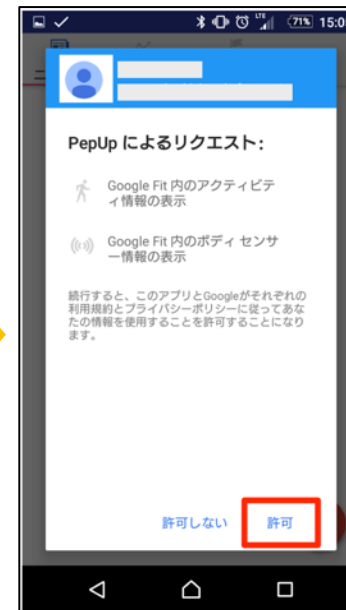 LTE 71% 15:0
PepUp によるリクエスト:
Google Fit 内のアクティビテ
ィ情報の表示
Google Fit 内のボディ センサ
ー情報の表示
続行すると、このアプリとGoogleがそれぞれの
利用規約とプライバシーポリシーに従ってあな
たの情報を使用することを許可することになり
ます。
許可しない 許可